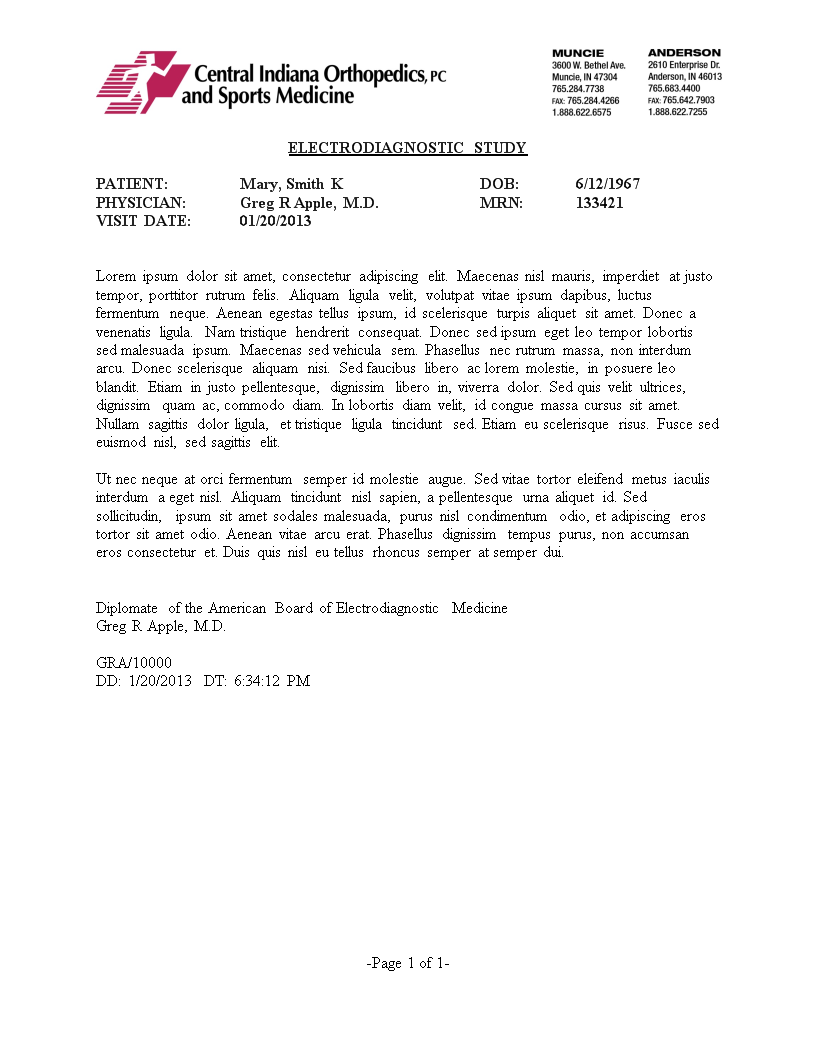 Central Indiana Orthopedics, PC
and Sports Medicine
MUNCIE
3600 W. Bethel Ave.
Muncie, IN 47304
765.284.7738
FAX: 765.284.4266
1.888.622.6575
ANDERSON
2610 Enterprise Dr.
Anderson, IN 46013
765.683.4400
FAX: 765.642.7903
1.888.622.7255
ELECTRODIAGNOSTIC STUDY
PATIENT: Mary, Smith K DOB: 6/12/1967
PHYSICIAN: Greg R Apple, M.D. MRN: 133421
VISIT DATE: 01/20/2013
Lorem ipsum dolor sit amet, consectetur adipiscing elit. Maecenas nisl mauris, imperdiet at justo
tempor, porttitor rutrum felis. Aliquam ligula velit, volutpat vitae ipsum dapibus, luctus
fermentum neque. Aenean egestas tellus ipsum, id scelerisque turpis aliquet sit amet. Donec a
venenatis ligula. Nam tristique hendrerit consequat. Donec sed ipsum eget leo tempor lobortis
sed malesuada ipsum. Maecenas sed vehicula sem. Phasellus nec rutrum massa, non interdum
arcu. Donec scelerisque aliquam nisi. Sed faucibus libero ac lorem molestie, in posuere leo
blandit. Etiam in justo pellentesque, dignissim libero in, viverra dolor. Sed quis velit ultrices,
dignissim quam ac, commodo diam. In lobortis diam velit, id congue massa cursus sit amet.
Nullam sagittis dolor ligula, et tristique ligula tincidunt sed. Etiam eu scelerisque risus. Fusce sed
euismod nisl, sed sagittis elit.
Ut nec neque at orci fermentum semper id molestie augue. Sed vitae tortor eleifend metus iaculis
interdum a eget nisl. Aliquam tincidunt nisl sapien, a pellentesque urna aliquet id. Sed
sollicitudin, ipsum sit amet sodales malesuada, purus nisl condimentum odio, et adipiscing eros
tortor sit amet odio. Aenean vitae arcu erat. Phasellus dignissim tempus purus, non accumsan
eros consectetur et. Duis quis nisl eu tellus rhoncus semper at semper dui.
Diplomate of the American Board of Electrodiagnostic Medicine
Greg R Apple, M.D.
GRA/10000
DD: 1/20/2013 DT: 6:34:12 PM
-Page 1 of 1-